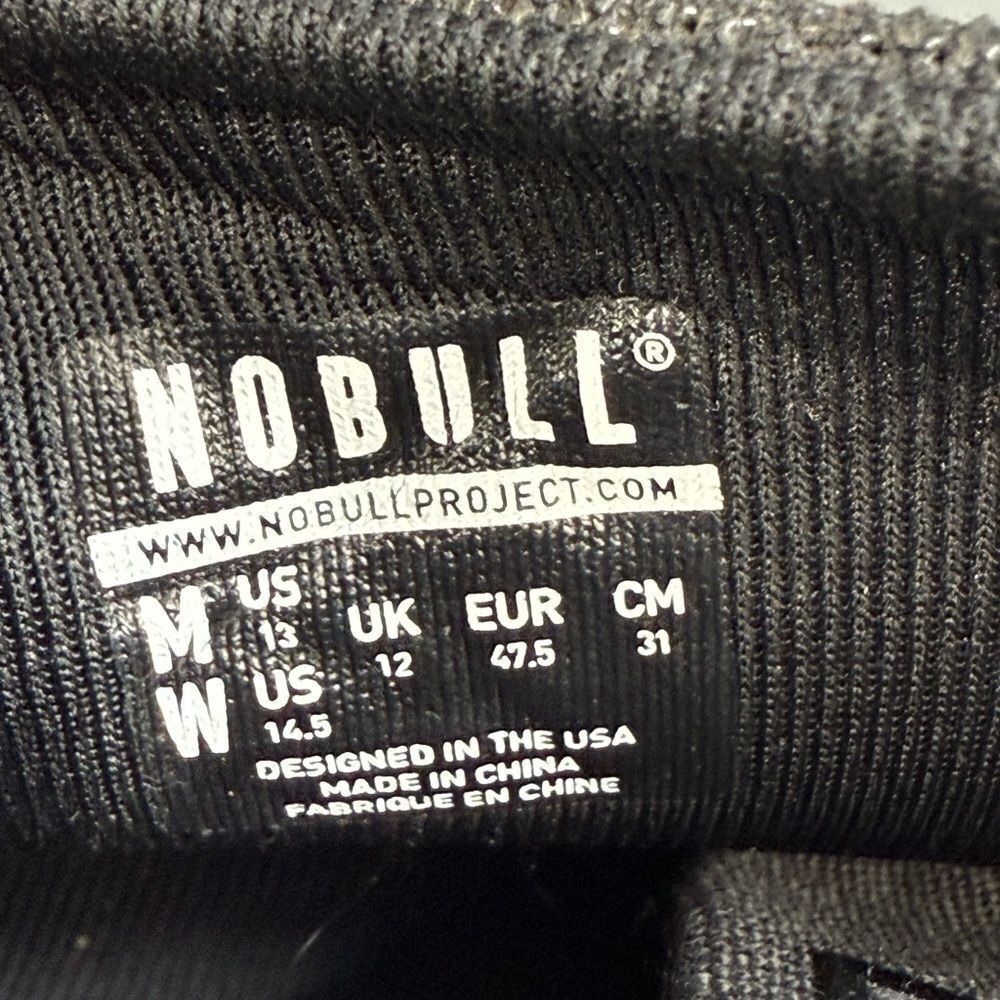 NOBULL®
WWW.NOBULLPROJECT.COM
M US 13 UK 12 EUR 47.5 CM 31
W US 14.5
DESIGNED IN THE USA
MADE IN CHINA
FABRIQUE EN CHINE